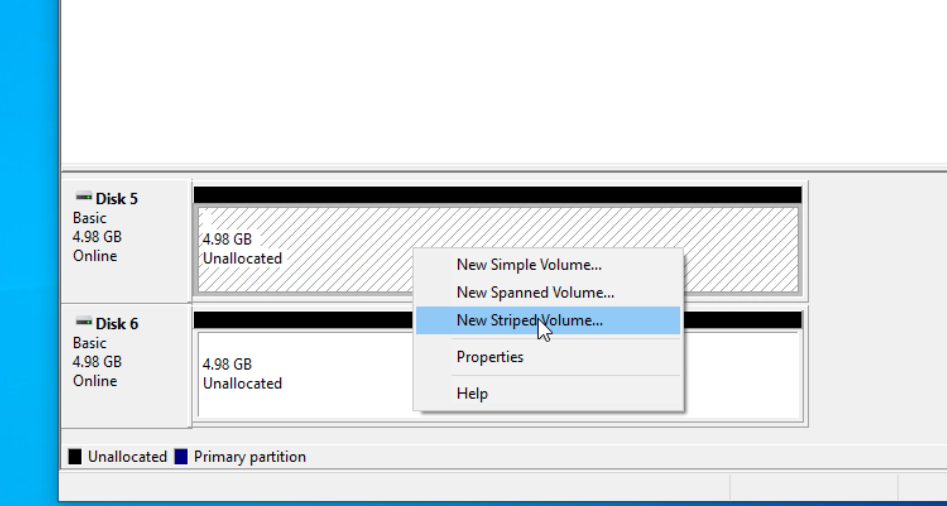 Disk 5
Basic
4.98 GB
Online
4.98 GB
Unallocated
New Simple Volume...
New Spanned Volume...
New Striped Volume...
Properties
Help
Disk 6
Basic
4.98 GB
Online
4.98 GB
Unallocated
Unallocated Primary partition